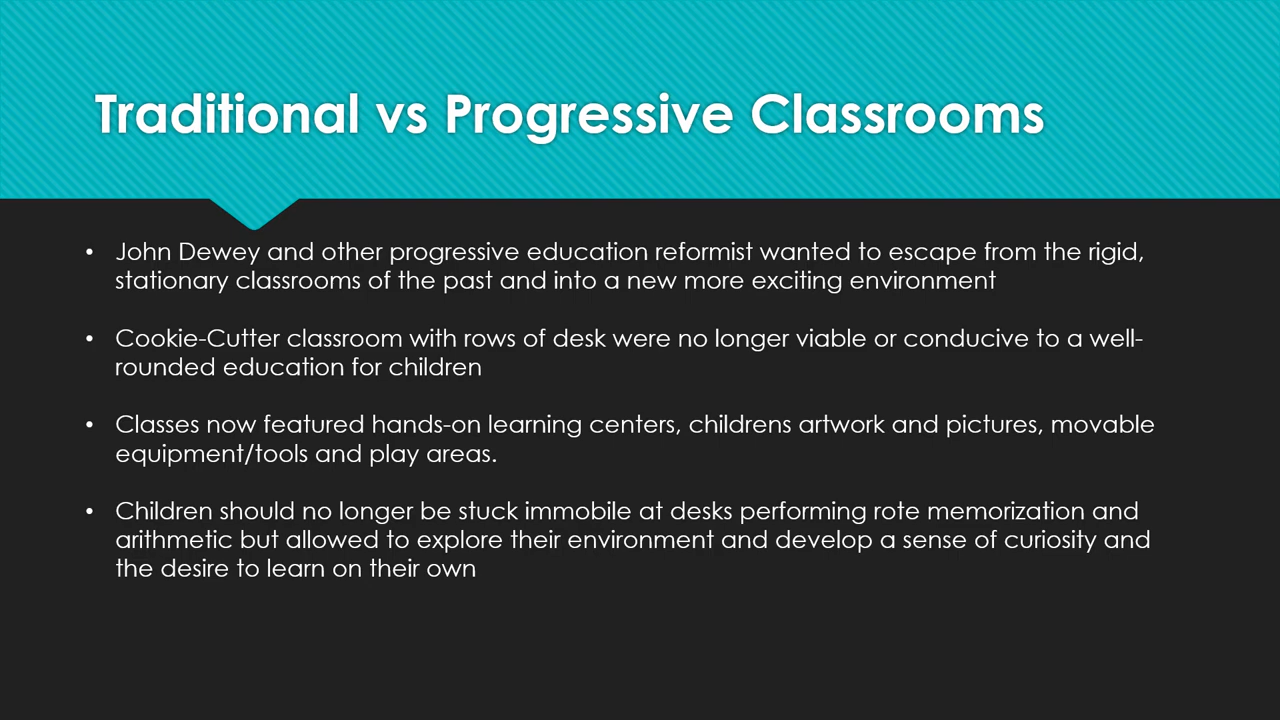 Traditional vs Progressive Classrooms
• John Dewey and other progressive education reformist wanted to escape from the rigid,
stationary classrooms of the past and into a new more exciting environment
• Cookie-Cutter classroom with rows of desk were no longer viable or conducive to a well-
rounded education for children
• Classes now featured hands-on learning centers, childrens artwork and pictures, movable
equipment/tools and play areas.
• Children should no longer be stuck immobile at desks performing rote memorization and
arithmetic but allowed to explore their environment and develop a sense of curiosity and
the desire to learn on their own